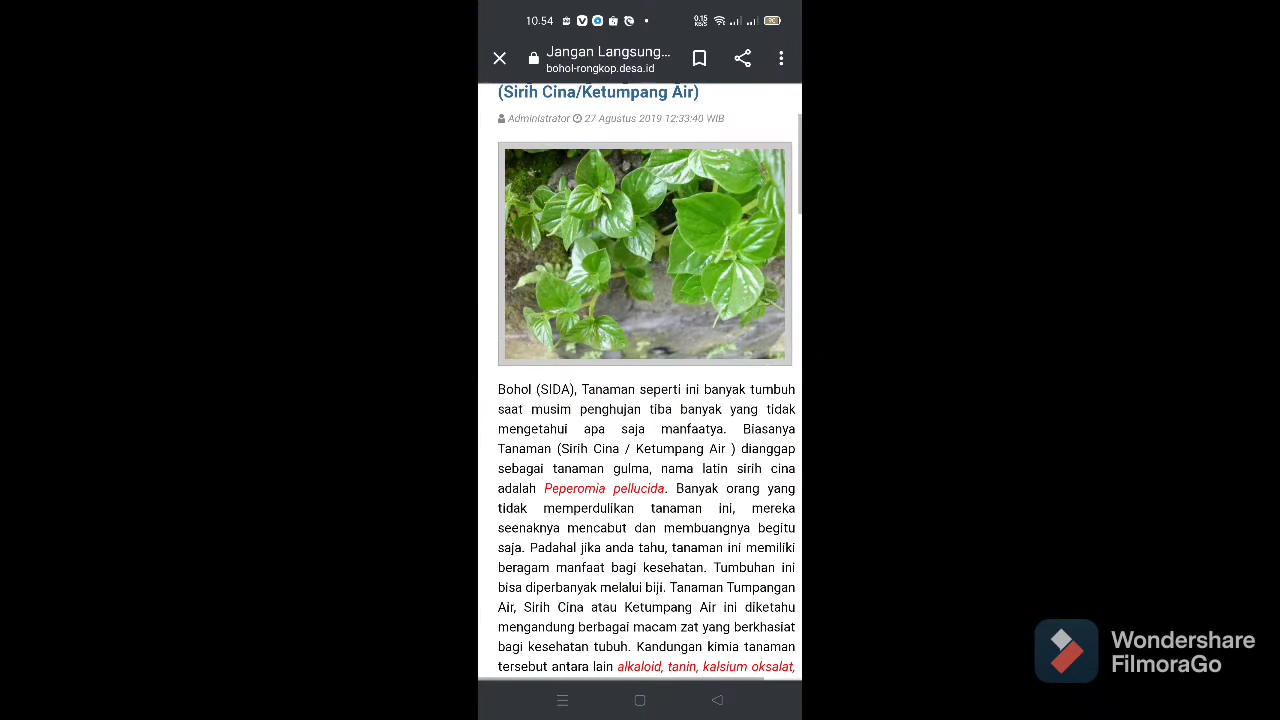 10.54
0.15
KB/S
Jangan Langsung...
bohol-rongkop.desa.id
(Sirih Cina/Ketumpang Air)
Administrator 27 Agustus 2019 12:33:40 WIB
Bohol (SIDA), Tanaman seperti ini banyak tumbuh
saat musim penghujan tiba banyak yang tidak
mengetahui apa saja manfaatya. Biasanya
Tanaman (Sirih Cina / Ketumpang Air ) dianggap
sebagai tanaman gulma, nama latin sirih cina
adalah Peperomia pellucida. Banyak orang yang
tidak memperdulikan tanaman ini, mereka
seenaknya mencabut dan membuangnya begitu
saja. Padahal jika anda tahu, tanaman ini memiliki
beragam manfaat bagi kesehatan. Tumbuhan ini
bisa diperbanyak melalui biji. Tanaman Tumpangan
Air, Sirih Cina atau Ketumpang Air ini diketahu
mengandung berbagai macam zat yang berkhasiat
bagi kesehatan tubuh. Kandungan kimia tanaman
tersebut antara lain alkaloid, tanin, kalsium oksalat,
Wondershare
FilmoraGo